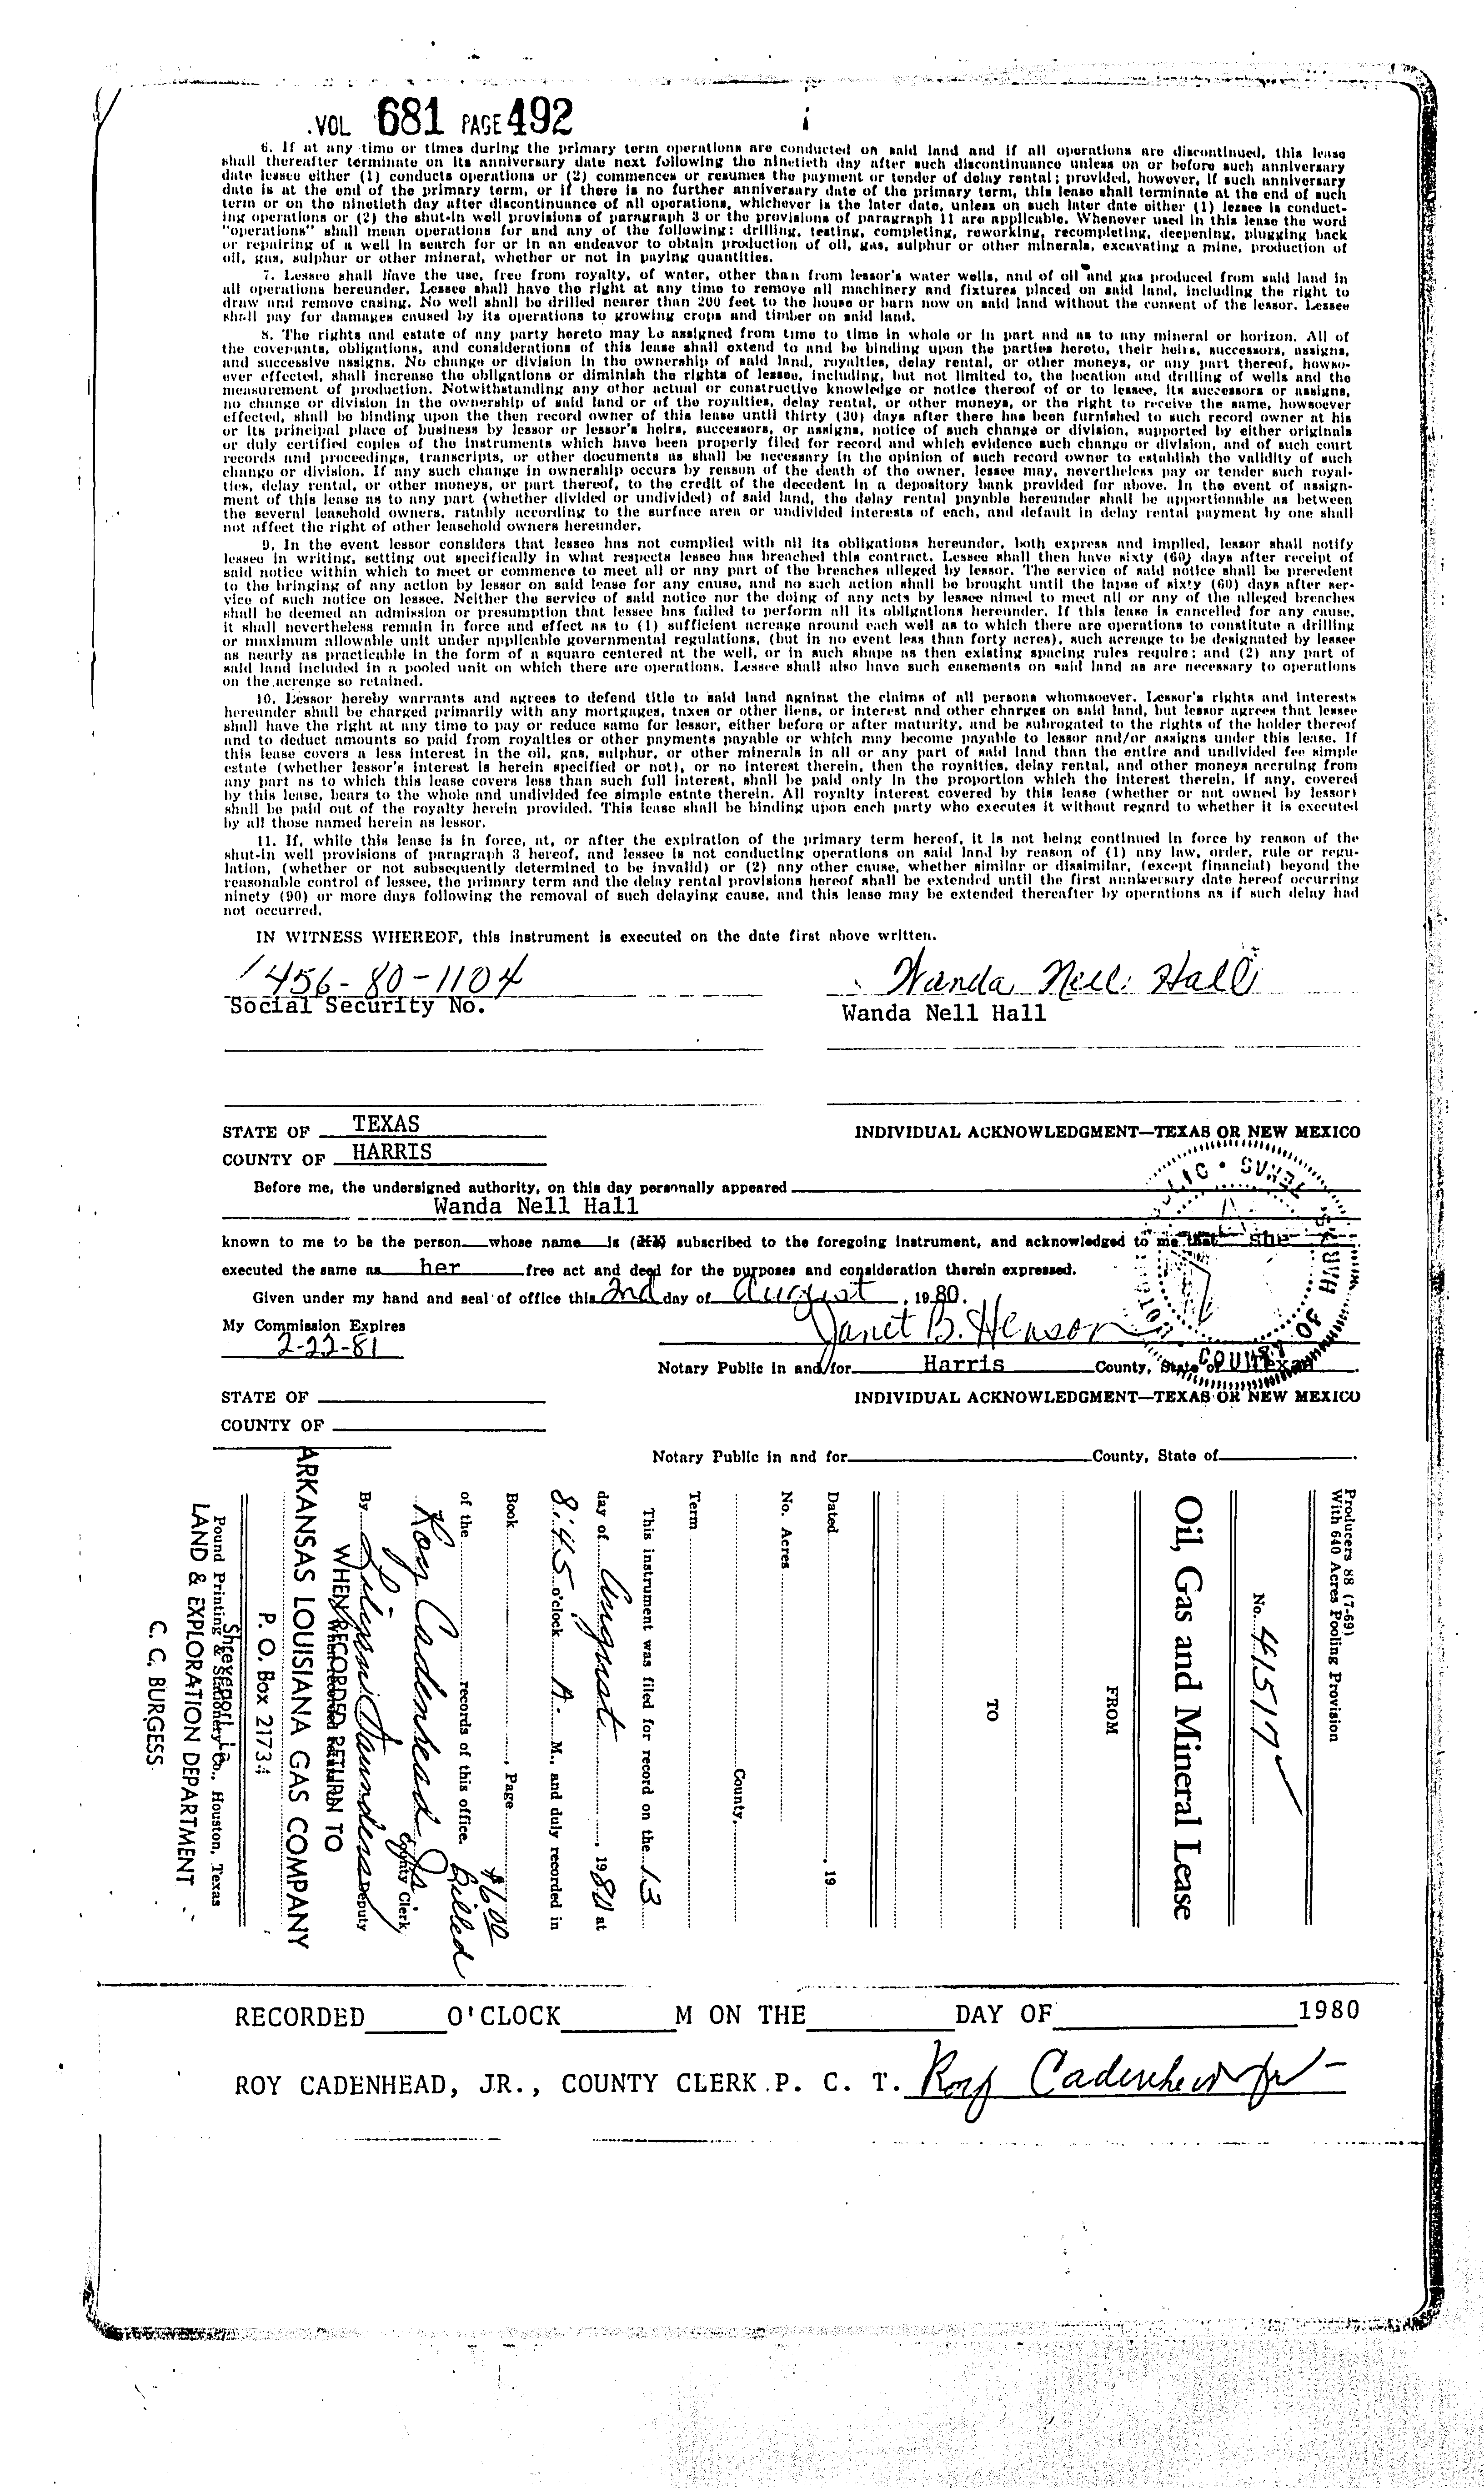 VOL 681 PAGE 492
6. If at any time or times during the primary term operations are conducted on said land and if all operations are discontinued, this lease
shall thereafter terminate on its anniversary date next following the ninetieth day after such discontinuance unless on or before such anniversary
date lessee either (1) conducts operations or (2) commences or resumes the payment or tender of delay rental; provided, however, if such anniversary
date is at the end of the primary term, or if there is no further anniversary date of the primary term, this lease shall terminate at the end of such
term or on the ninetieth day after discontinuance of all operations, whichever is the later date, unless on such later date either (1) lessee is conduct-
ing operations or (2) the shut-in well provisions of paragraph 3 or the provisions of paragraph 11 are applicable. Whenever used in this lease the word
"operations" shall mean operations for and any of the following: drilling, testing, completing, reworking, recompleting, deepening, plugging back
or repairing of a well in search for or in an endeavor to obtain production of oil, gas, sulphur or other minerals, excavating a mine, production of
oil, gas, sulphur or other mineral, whether or not in paying quantities.
7. Lessee shall have the use, free from royalty, of water, other than from lessor's water wells, and of oil and gas produced from said land in
all operations hereunder. Lessee shall have the right at any time to remove all machinery and fixtures placed on said land, including the right to
draw and remove casing. No well shall be drilled nearer than 200 feet to the house or barn now on said land without the consent of the lessor. Lessee
shall pay for damages caused by its operations to growing crops and timber on said land.
8. The rights and estate of any party hereto may be assigned from time to time in whole or in part and as to any mineral or horizon. All of
the covenants, obligations, and considerations of this lease shall extend to and be binding upon the parties hereto, their heirs, successors, assigns,
and successive assigns. No change or division in the ownership of said land, royalties, delay rental, or other moneys, or any part thereof, howso-
ever effected, shall increase the obligations or diminish the rights of lessee, including, but not limited to, the location and drilling of wells and the
measurement of production. Notwithstanding any other actual or constructive knowledge or notice thereof of or to lessee, its successors or assigns,
no change or division in the ownership of said land or of the royalties, delay rental, or other moneys, or the right to receive the same, howsoever
effected, shall be binding upon the then record owner of this lease until thirty (30) days after there has been furnished to such record owner at his
or its principal place of business by lessor or lessor's heirs, successors, or assigns, notice of such change or division, supported by either originals
or duly certified copies of the instruments which have been properly filed for record and which evidence such change or division, and of such court
records and proceedings, transcripts, or other documents as shall be necessary in the opinion of such record owner to establish the validity of such
change or division. If any such change in ownership occurs by reason of the death of the owner, lessee may, nevertheless pay or tender such royal-
ties, delay rental, or other moneys, or part thereof, to the credit of the decedent in a depository bank provided for above. In the event of assign-
ment of this lease as to any part (whether divided or undivided) of said land, the delay rental payable hereunder shall be apportionable as between
the several leasehold owners, ratably according to the surface area or undivided interests of each, and default in delay rental payment by one shall
not affect the right of other leasehold owners hereunder.
9. In the event lessor considers that lessee has not complied with all its obligations hereunder, both express and implied, lessor shall notify
lessee in writing, setting out specifically in what respects lessee has breached this contract. Lessee shall then have sixty (60) days after receipt of
said notice within which to meet or commence to meet all or any part of the breaches alleged by lessor. The service of said notice shall be precedent
to the bringing of any action by lessor on said lease for any cause, and no such action shall be brought until the lapse of sixty (60) days after ser-
vice of such notice on lessee. Neither the service of said notice nor the doing of any acts by lessee aimed to meet all or any of the alleged breaches
shall be deemed an admission or presumption that lessee has failed to perform all its obligations hereunder. If this lease is cancelled for any cause,
it shall nevertheless remain in force and effect as to (1) sufficient acreage around each well as to which there are operations to constitute a drilling
or maximum allowable unit under applicable governmental regulations, (but in no event less than forty acres), such acreage to be designated by lessee
as nearly as practicable in the form of a square centered at the well, or in such shape as then existing spacing rules require; and (2) any part of
said land included in a pooled unit on which there are operations. Lessee shall also have such easements on said land as are necessary to operations
on the acreage so retained.
10. Lessor hereby warrants and agrees to defend title to said land against the claims of all persons whomsoever. Lessor's rights and interests
hereunder shall be charged primarily with any mortgages, taxes or other liens, or interest and other charges on said land, but lessor agrees that lessee
shall have the right at any time to pay or reduce same for lessor, either before or after maturity, and be subrogated to the rights of the holder thereof
and to deduct amounts so paid from royalties or other payments payable or which may become payable to lessor and/or assigns under this lease. If
this lease covers a less interest in the oil, gas, sulphur, or other minerals in all or any part of said land than the entire and undivided fee simple
estate (whether lessor's interest is herein specified or not), or no interest therein, then the royalties, delay rental, and other moneys accruing from
any part as to which this lease covers less than such full interest, shall be paid only in the proportion which the interest therein, if any, covered
by this lease, bears to the whole and undivided fee simple estate therein. All royalty interest covered by this lease (whether or not owned by lessor)
shall be paid out of the royalty herein provided. This lease shall be binding upon each party who executes it without regard to whether it is executed
by all those named herein as lessor.
11. If, while this lease is in force, at, or after the expiration of the primary term hereof, it is not being continued in force by reason of the
shut-in well provisions of paragraph 3 hereof, and lessee is not conducting operations on said land by reason of (1) any law, order, rule or regu-
lation, (whether or not subsequently determined to be invalid) or (2) any other cause, whether similar or dissimilar, (except financial) beyond the
reasonable control of lessee, the primary term and the delay rental provisions hereof shall be extended until the first anniversary date hereof occurring
ninety (90) or more days following the removal of such delaying cause, and this lease may be extended thereafter by operations as if such delay had
not occurred.
IN WITNESS WHEREOF, this instrument is executed on the date first above written.
456-80-1104 Wanda Nell Hall
Social Security No. Wanda Nell Hall
STATE OF TEXAS INDIVIDUAL ACKNOWLEDGMENT—TEXAS OR NEW MEXICO
COUNTY OF HARRIS
Before me, the undersigned authority, on this day personally appeared
Wanda Nell Hall
known to me to be the person whose name is subscribed to the foregoing instrument, and acknowledged to me that she
executed the same as her free act and deed for the purposes and consideration therein expressed.
Given under my hand and seal of office this 2nd day of August, 1980.
My Commission Expires Janet B. Henson
2-22-81
Notary Public in and for Harris County, State of Texas
STATE OF INDIVIDUAL ACKNOWLEDGMENT—TEXAS OR NEW MEXICO
COUNTY OF
Notary Public in and for County, State of
Producers 88 (7-69)
With 640 Acres Pooling Provision
No. 41517
Oil, Gas and Mineral Lease
FROM
TO
Dated , 19
No. Acres
County,
Term
This instrument was filed for record on the 13
day of August , 1980 at
8:45 o'clock A. M., and duly recorded in
Book , Page $6.00
of the records of this office. Billed
Roy Cadenhead Jr. County Clerk
By Deputy
WHEN RECORDED RETURN TO
ARKANSAS LOUISIANA GAS COMPANY
P. O. Box 21734
Shreveport, La
Pound Printing & Stationery Co., Houston, Texas
LAND & EXPLORATION DEPARTMENT
C. C. BURGESS
RECORDED O'CLOCK M ON THE DAY OF 1980
ROY CADENHEAD, JR., COUNTY CLERK P. C. T. Roy Cadenhead Jr